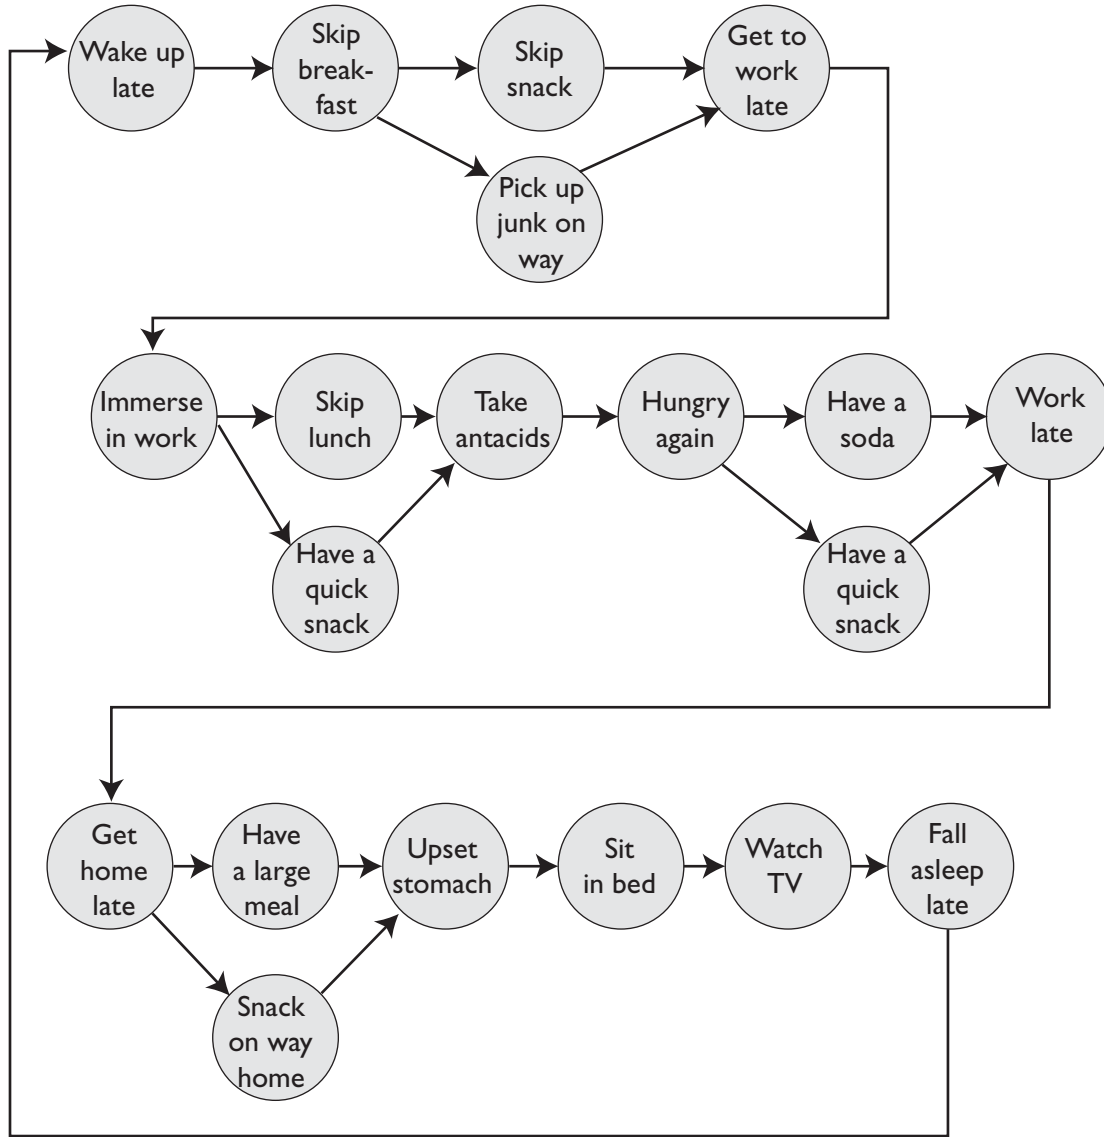 Wake up
late
Skip
break-
fast
Skip
snack
Get to
work
late
Pick up
junk on
way
Immerse
in work
Skip
lunch
Take
antacids
Hungry
again
Have a
soda
Work
late
Have a
quick
snack
Have a
quick
snack
Get
home
late
Have
a large
meal
Upset
stomach
Sit
in bed
Watch
TV
Fall
asleep
late
Snack
on way
home